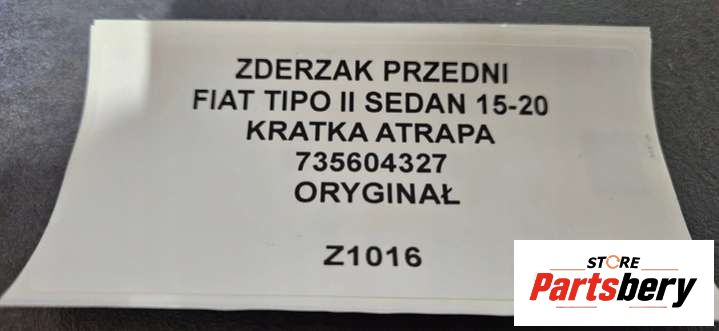 ZDERZAK PRZEDNI
FIAT TIPO II SEDAN 15-20
KRATKA ATRAPA
735604327
ORYGINAŁ
Z1016
STORE
Partsbery